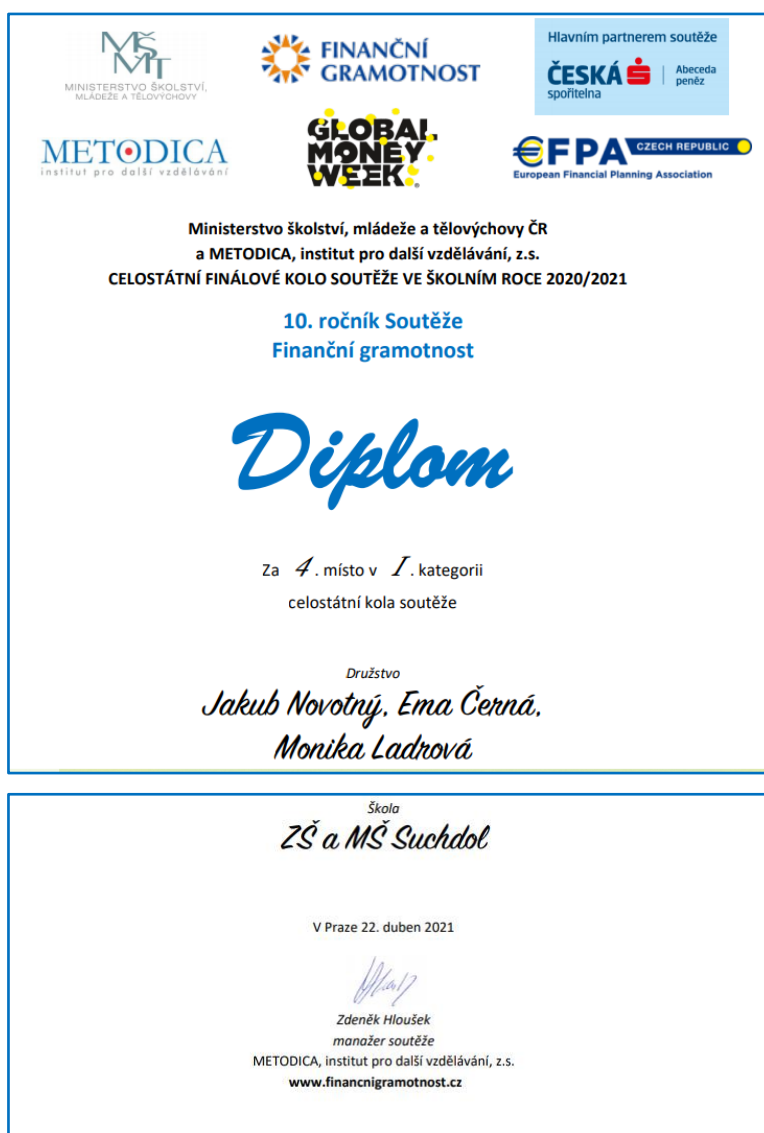 MŠMT
MINISTERSTVO ŠKOLSTVÍ,
MLÁDEŽE A TĚLOVÝCHOVY
FINANČNÍ
GRAMOTNOST
Hlavním partnerem soutěže
ČESKÁ
spořitelna
Abeceda
peněz
METODICA
institut pro další vzdělávání
GLOBAL
MONEY
WEEK®
€FPA CZECH REPUBLIC
European Financial Planning Association
Ministerstvo školství, mládeže a tělovýchovy ČR
a METODICA, institut pro další vzdělávání, z.s.
CELOSTÁTNÍ FINÁLOVÉ KOLO SOUTĚŽE VE ŠKOLNÍM ROCE 2020/2021
10. ročník Soutěže
Finanční gramotnost
Diplom
Za 4. místo v I. kategorii
celostátní kola soutěže
Družstvo
Jakub Novotný, Ema Černá,
Monika Ladrová
Škola
ZŠ a MŠ Suchdol
V Praze 22. duben 2021
Zdeněk Hloušek
manažer soutěže
METODICA, institut pro další vzdělávání, z.s.
www.financnigramotnost.cz